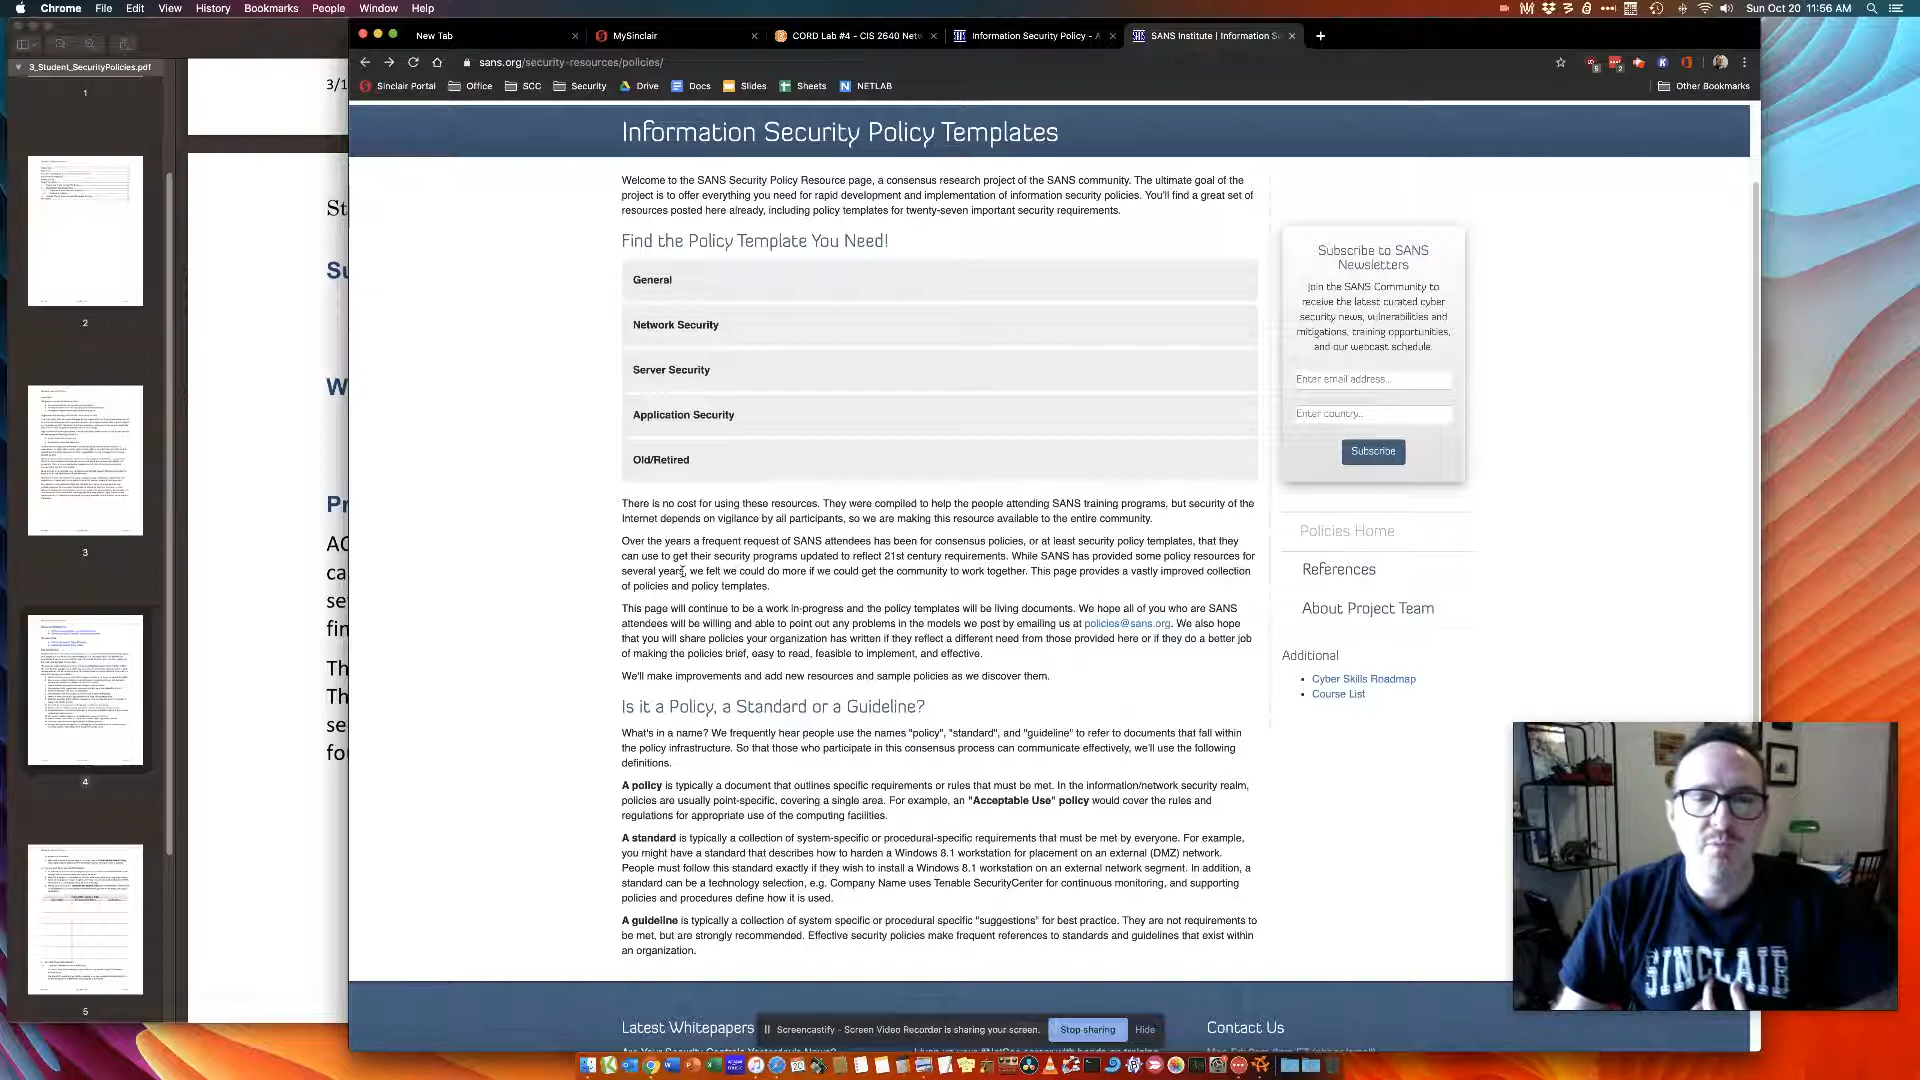 Chrome File Edit View History Bookmarks People Window Help
Sun Oct 20 11:56 AM
3_Student_SecurityPolicies.pdf
1
2
3
4
5
3/1
St
Su
W
Pr
AC
ca
se
fin
Th
Th
se
fo
New Tab
MySinclair
CORD Lab #4 - CIS 2640 Netw
Information Security Policy - A
SANS Institute | Information Se
sans.org/security-resources/policies/
Sinclair Portal Office SCC Security Drive Docs Slides Sheets NETLAB Other Bookmarks
Information Security Policy Templates
Welcome to the SANS Security Policy Resource page, a consensus research project of the SANS community. The ultimate goal of the
project is to offer everything you need for rapid development and implementation of information security policies. You'll find a great set of
resources posted here already, including policy templates for twenty-seven important security requirements.
Find the Policy Template You Need!
General
Network Security
Server Security
Application Security
Old/Retired
There is no cost for using these resources. They were compiled to help the people attending SANS training programs, but security of the
Internet depends on vigilance by all participants, so we are making this resource available to the entire community.
Over the years a frequent request of SANS attendees has been for consensus policies, or at least security policy templates, that they
can use to get their security programs updated to reflect 21st century requirements. While SANS has provided some policy resources for
several years, we felt we could do more if we could get the community to work together. This page provides a vastly improved collection
of policies and policy templates.
This page will continue to be a work in-progress and the policy templates will be living documents. We hope all of you who are SANS
attendees will be willing and able to point out any problems in the models we post by emailing us at policies@sans.org. We also hope
that you will share policies your organization has written if they reflect a different need from those provided here or if they do a better job
of making the policies brief, easy to read, feasible to implement, and effective.
We'll make improvements and add new resources and sample policies as we discover them.
Is it a Policy, a Standard or a Guideline?
What's in a name? We frequently hear people use the names "policy", "standard", and "guideline" to refer to documents that fall within
the policy infrastructure. So that those who participate in this consensus process can communicate effectively, we'll use the following
definitions.
A policy is typically a document that outlines specific requirements or rules that must be met. In the information/network security realm,
policies are usually point-specific, covering a single area. For example, an "Acceptable Use" policy would cover the rules and
regulations for appropriate use of the computing facilities.
A standard is typically a collection of system-specific or procedural-specific requirements that must be met by everyone. For example,
you might have a standard that describes how to harden a Windows 8.1 workstation for placement on an external (DMZ) network.
People must follow this standard exactly if they wish to install a Windows 8.1 workstation on an external network segment. In addition, a
standard can be a technology selection, e.g. Company Name uses Tenable SecurityCenter for continuous monitoring, and supporting
policies and procedures define how it is used.
A guideline is typically a collection of system specific or procedural specific "suggestions" for best practice. They are not requirements to
be met, but are strongly recommended. Effective security policies make frequent references to standards and guidelines that exist within
an organization.
Subscribe to SANS
Newsletters
Join the SANS Community to
receive the latest curated cyber
security news, vulnerabilities and
mitigations, training opportunities,
and our webcast schedule.
Enter email address...
Enter country...
Subscribe
Policies Home
References
About Project Team
Additional
Cyber Skills Roadmap
Course List
SINCLAIR
Latest Whitepapers
Contact Us
Screencastify - Screen Video Recorder is sharing your screen. Stop sharing Hide